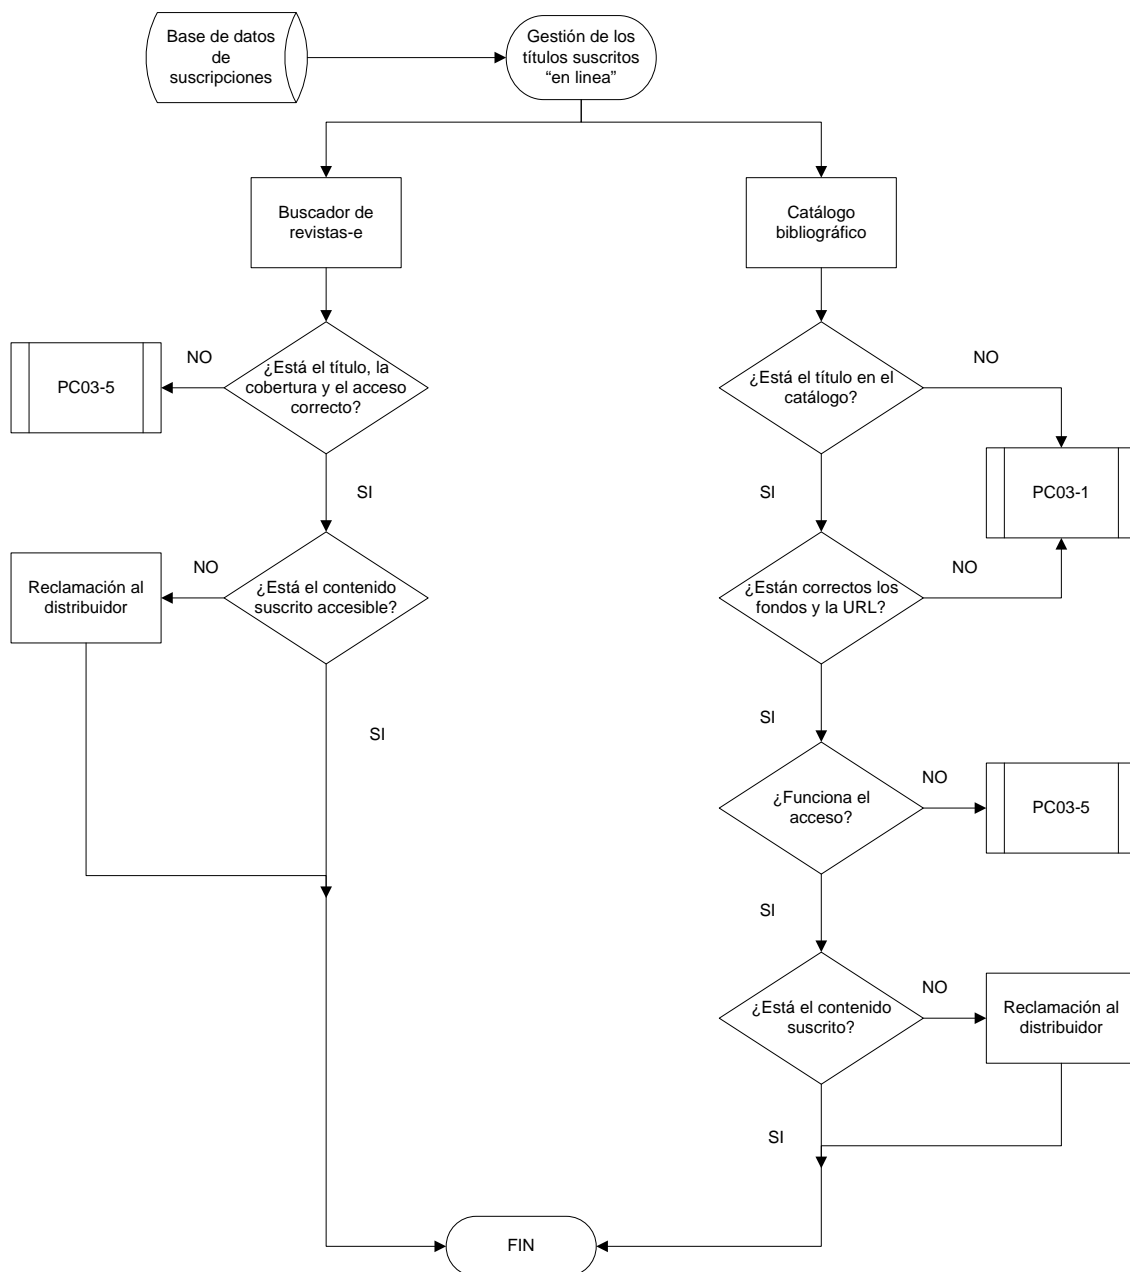 Base de datos
de
suscripciones
Gestión de los
títulos suscritos
“en linea”
Buscador de
revistas-e
Catálogo
bibliográfico
PC03-5
NO
¿Está el título, la
cobertura y el acceso
correcto?
¿Está el título en el
catálogo?
NO
SI
SI
PC03-1
Reclamación al
distribuidor
NO
¿Está el contenido
suscrito accesible?
¿Están correctos los
fondos y la URL?
NO
SI
SI
¿Funciona el
acceso?
NO
PC03-5
SI
¿Está el contenido
suscrito?
NO
Reclamación al
distribuidor
SI
FIN